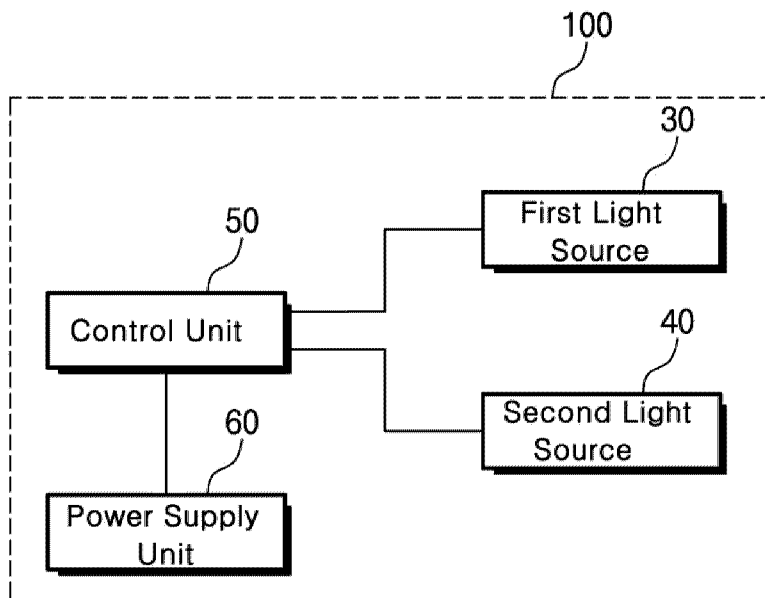 100
30
First Light
Source
50
Control Unit
40
Second Light
Source
60
Power Supply
Unit